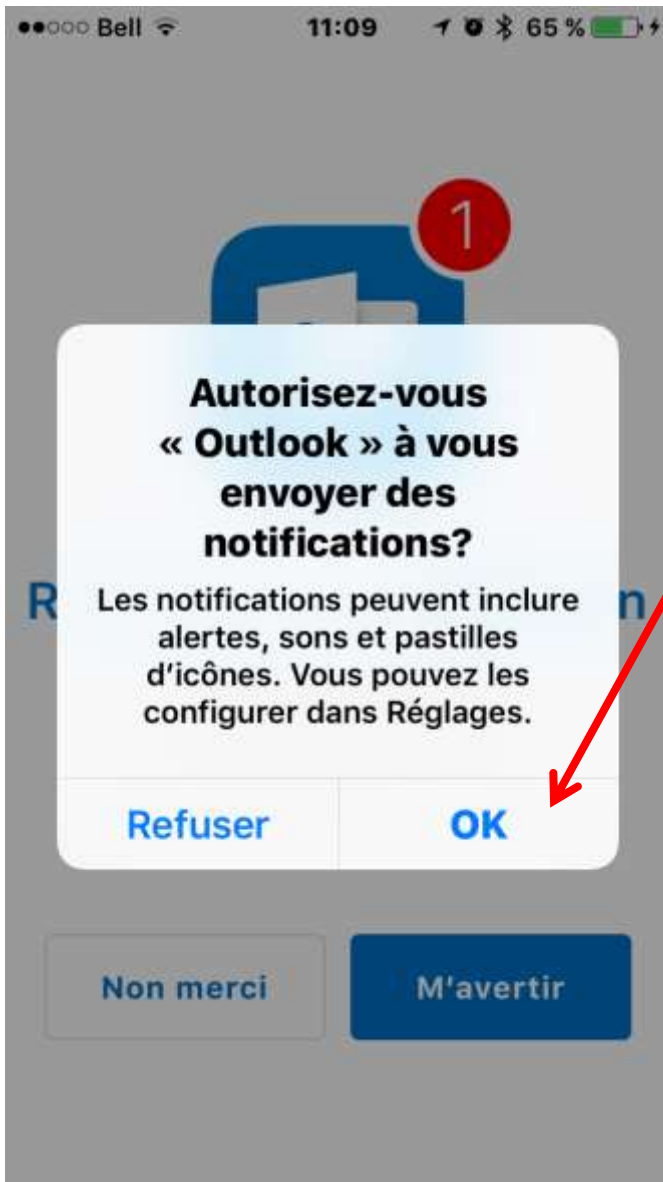 Bell 11:09 65 %
1
Autorisez-vous
« Outlook » à vous
envoyer des
notifications?
Les notifications peuvent inclure
alertes, sons et pastilles
d'icônes. Vous pouvez les
configurer dans Réglages.
Refuser OK
Non merci M'avertir